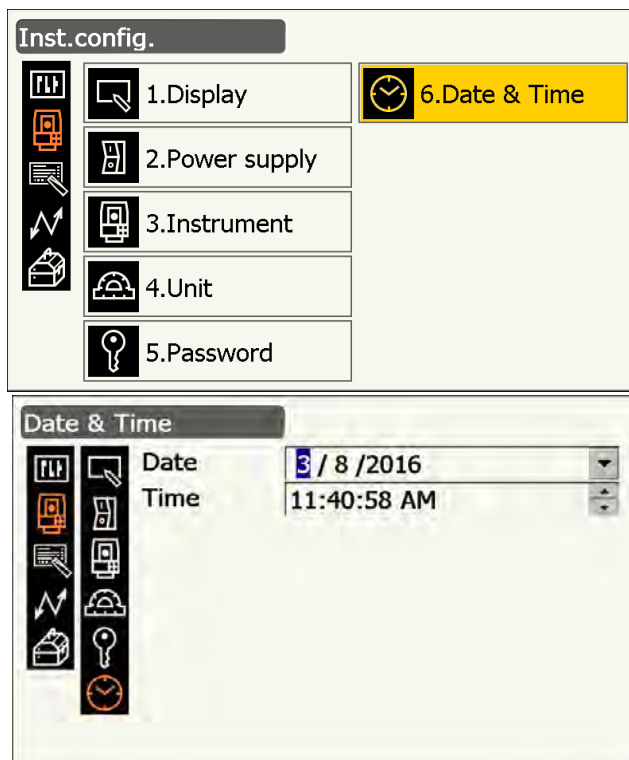 Inst.config.
1.Display
6.Date & Time
2.Power supply
3.Instrument
4.Unit
5.Password
Date & Time
Date 3 / 8 /2016
Time 11:40:58 AM